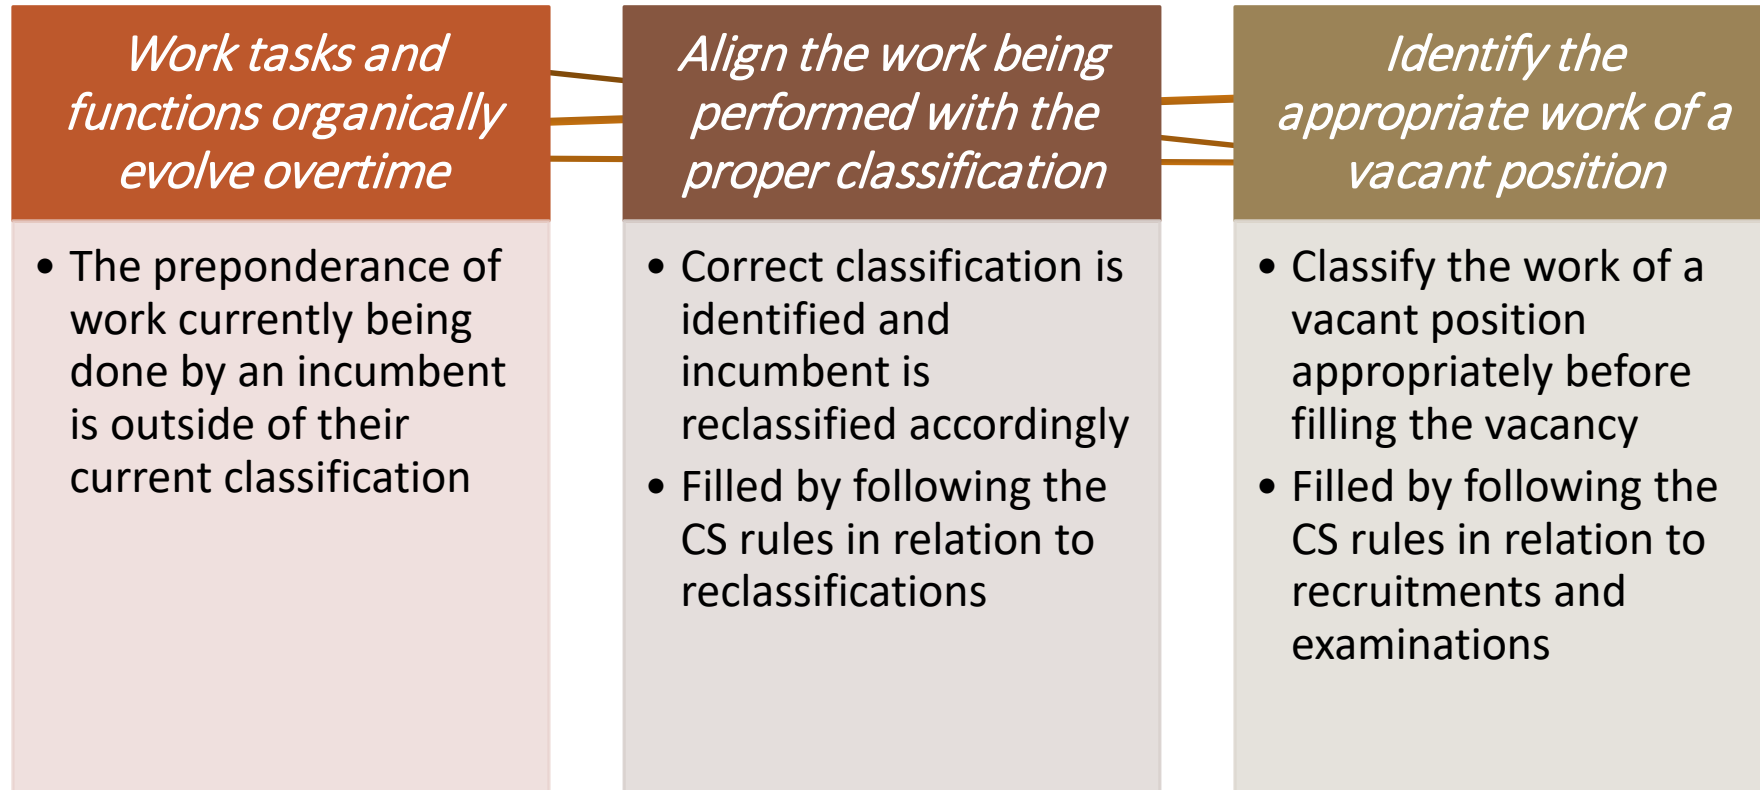 Work tasks and
functions organically
evolve overtime
• The preponderance of
work currently being
done by an incumbent
is outside of their
current classification
Align the work being
performed with the
proper classification
• Correct classification is
identified and
incumbent is
reclassified accordingly
• Filled by following the
CS rules in relation to
reclassifications
Identify the
appropriate work of a
vacant position
• Classify the work of a
vacant position
appropriately before
filling the vacancy
• Filled by following the
CS rules in relation to
recruitments and
examinations